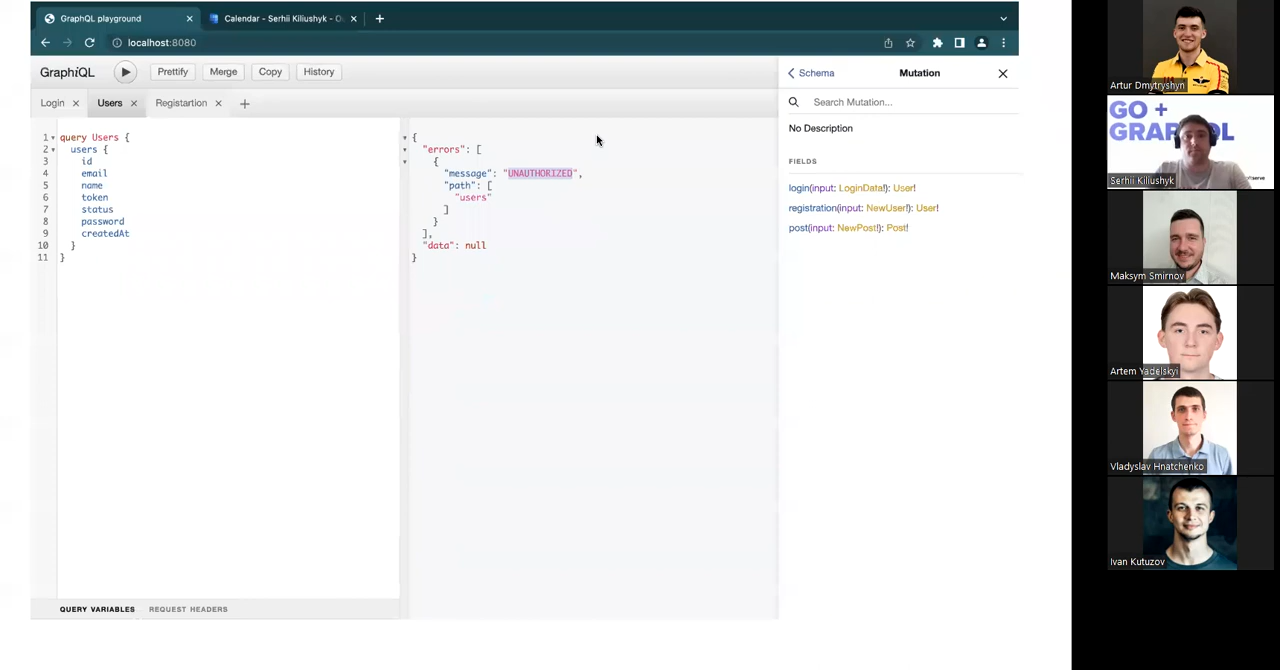 GraphQL playground
Calendar - Serhii Kiliushyk - O
localhost:8080
GraphiQL
Prettify
Merge
Copy
History
Login
Users
Registartion
1 query Users {
2 users {
3 id
4 email
5 name
6 token
7 status
8 password
9 createdAt
10 }
11 }
{
"errors": [
{
"message": "UNAUTHORIZED",
"path": [
"users"
]
}
],
"data": null
}
QUERY VARIABLES
REQUEST HEADERS
Schema
Mutation
Search Mutation...
No Description
FIELDS
login(input: LoginData!): User!
registration(input: NewUser!): User!
post(input: NewPost!): Post!
Artur Dmytryshyn
GO +
GRAPHQL
Serhii Kiliushyk
Maksym Smirnov
Artem Yadelskyi
Vladyslav Hnatchenko
Ivan Kutuzov